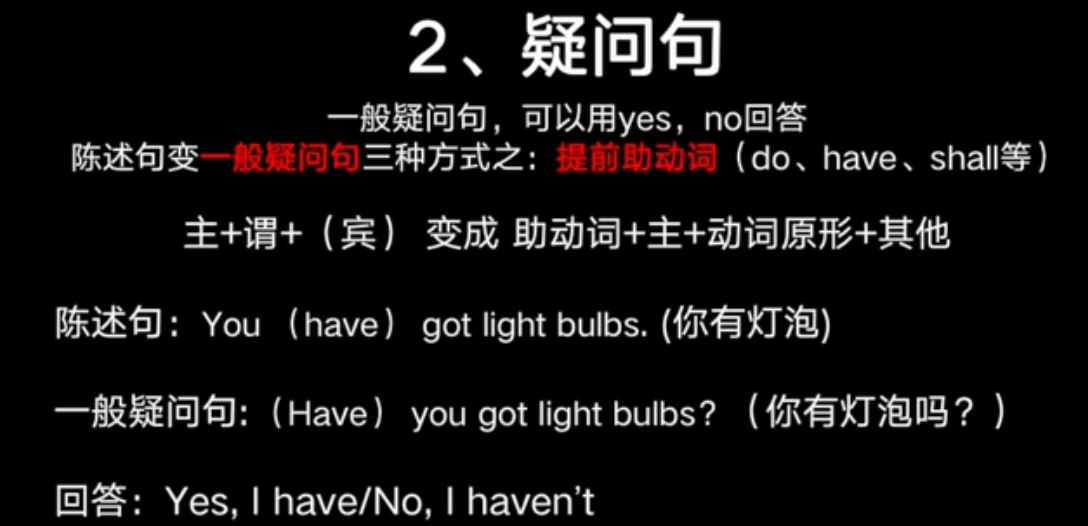 2、疑问句
一般疑问句，可以用yes，no回答
陈述句变一般疑问句三种方式之：提前助动词（do、have、shall等）
主+谓+（宾） 变成 助动词+主+动词原形+其他
陈述句：You （have） got light bulbs. (你有灯泡)
一般疑问句:（Have） you got light bulbs？（你有灯泡吗？）
回答：Yes, I have/No, I haven't